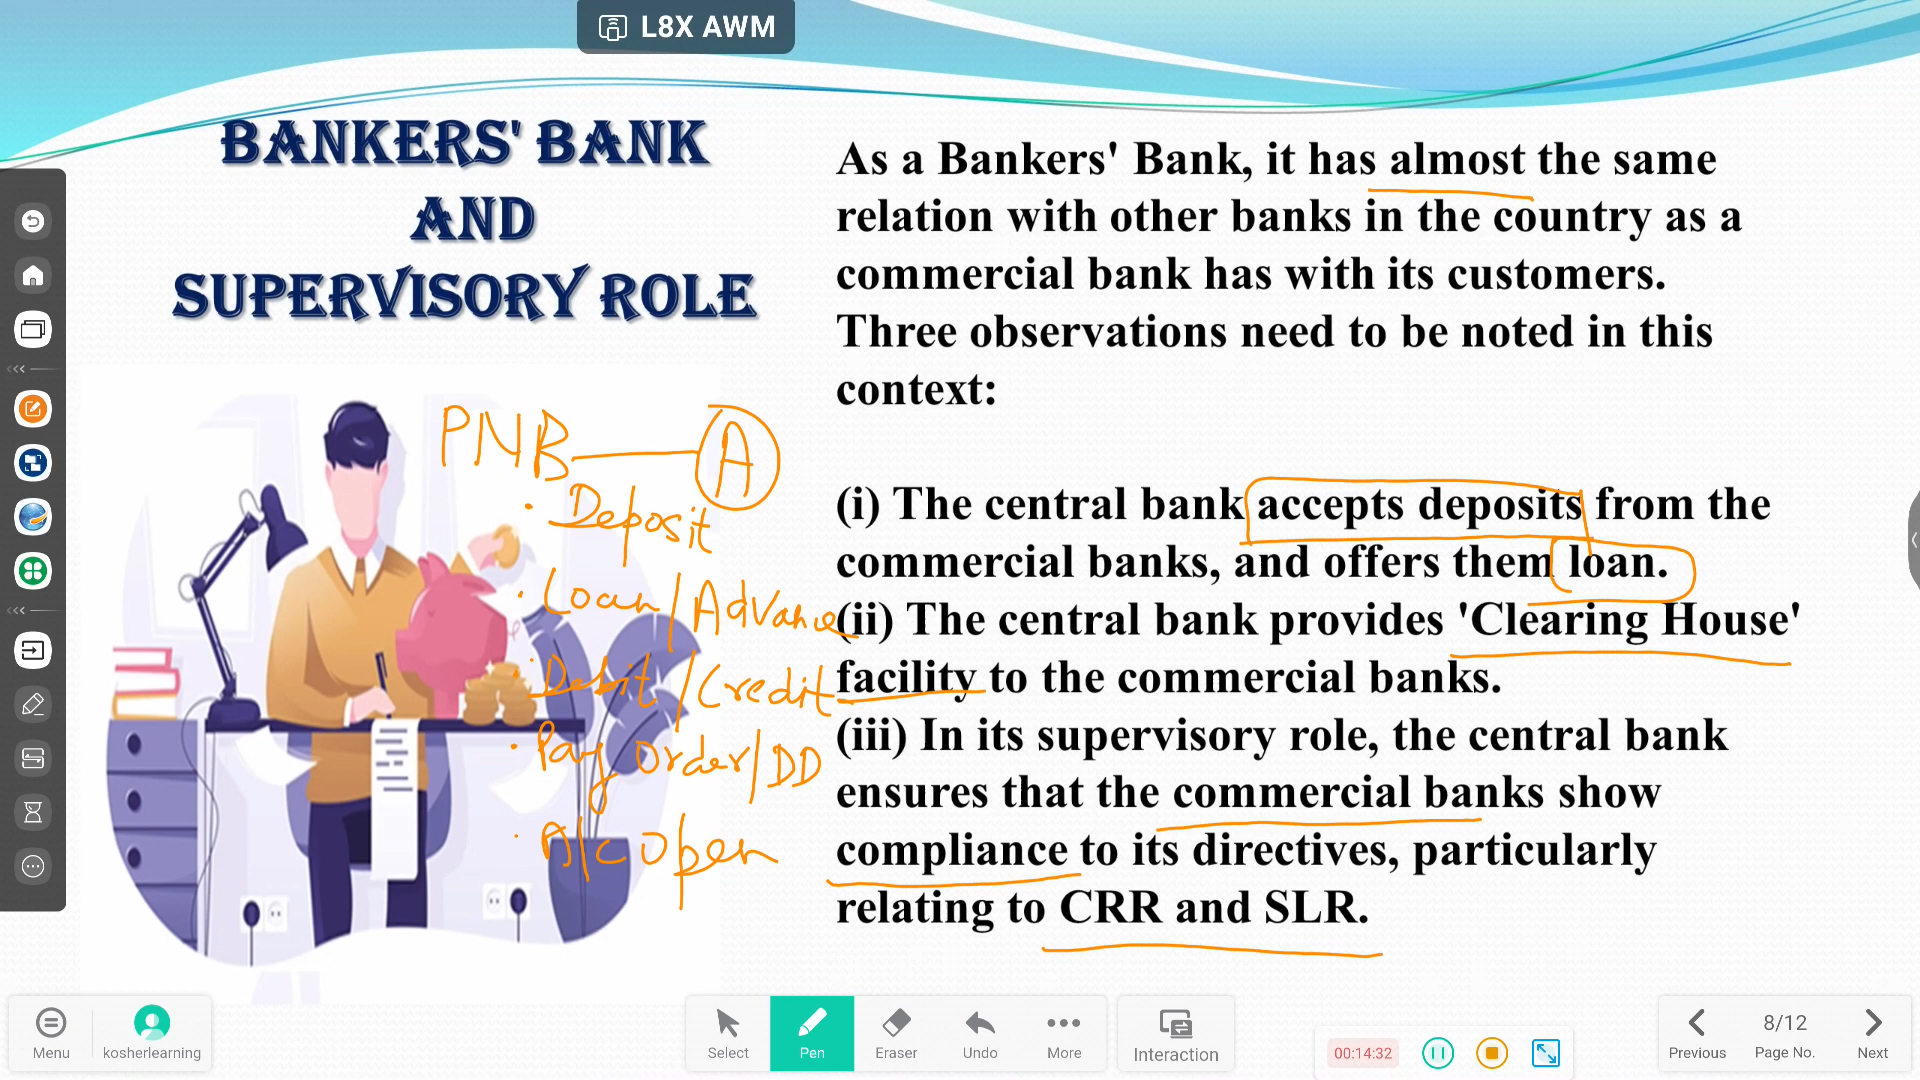 L8X AWM
BANKERS' BANK
AND
SUPERVISORY ROLE
As a Bankers' Bank, it has almost the same
relation with other banks in the country as a
commercial bank has with its customers.
Three observations need to be noted in this
context:
(i) The central bank accepts deposits from the
commercial banks, and offers them loan.
(ii) The central bank provides 'Clearing House'
facility to the commercial banks.
(iii) In its supervisory role, the central bank
ensures that the commercial banks show
compliance to its directives, particularly
relating to CRR and SLR.
PNB A
· Deposit
· Loan/Advance
· Debit/Credit
· Pay Order/DD
· A/c Open
Menu
kosherlearning
Select
Pen
Eraser
Undo
More
Interaction
00:14:32
Previous
8/12
Page No.
Next